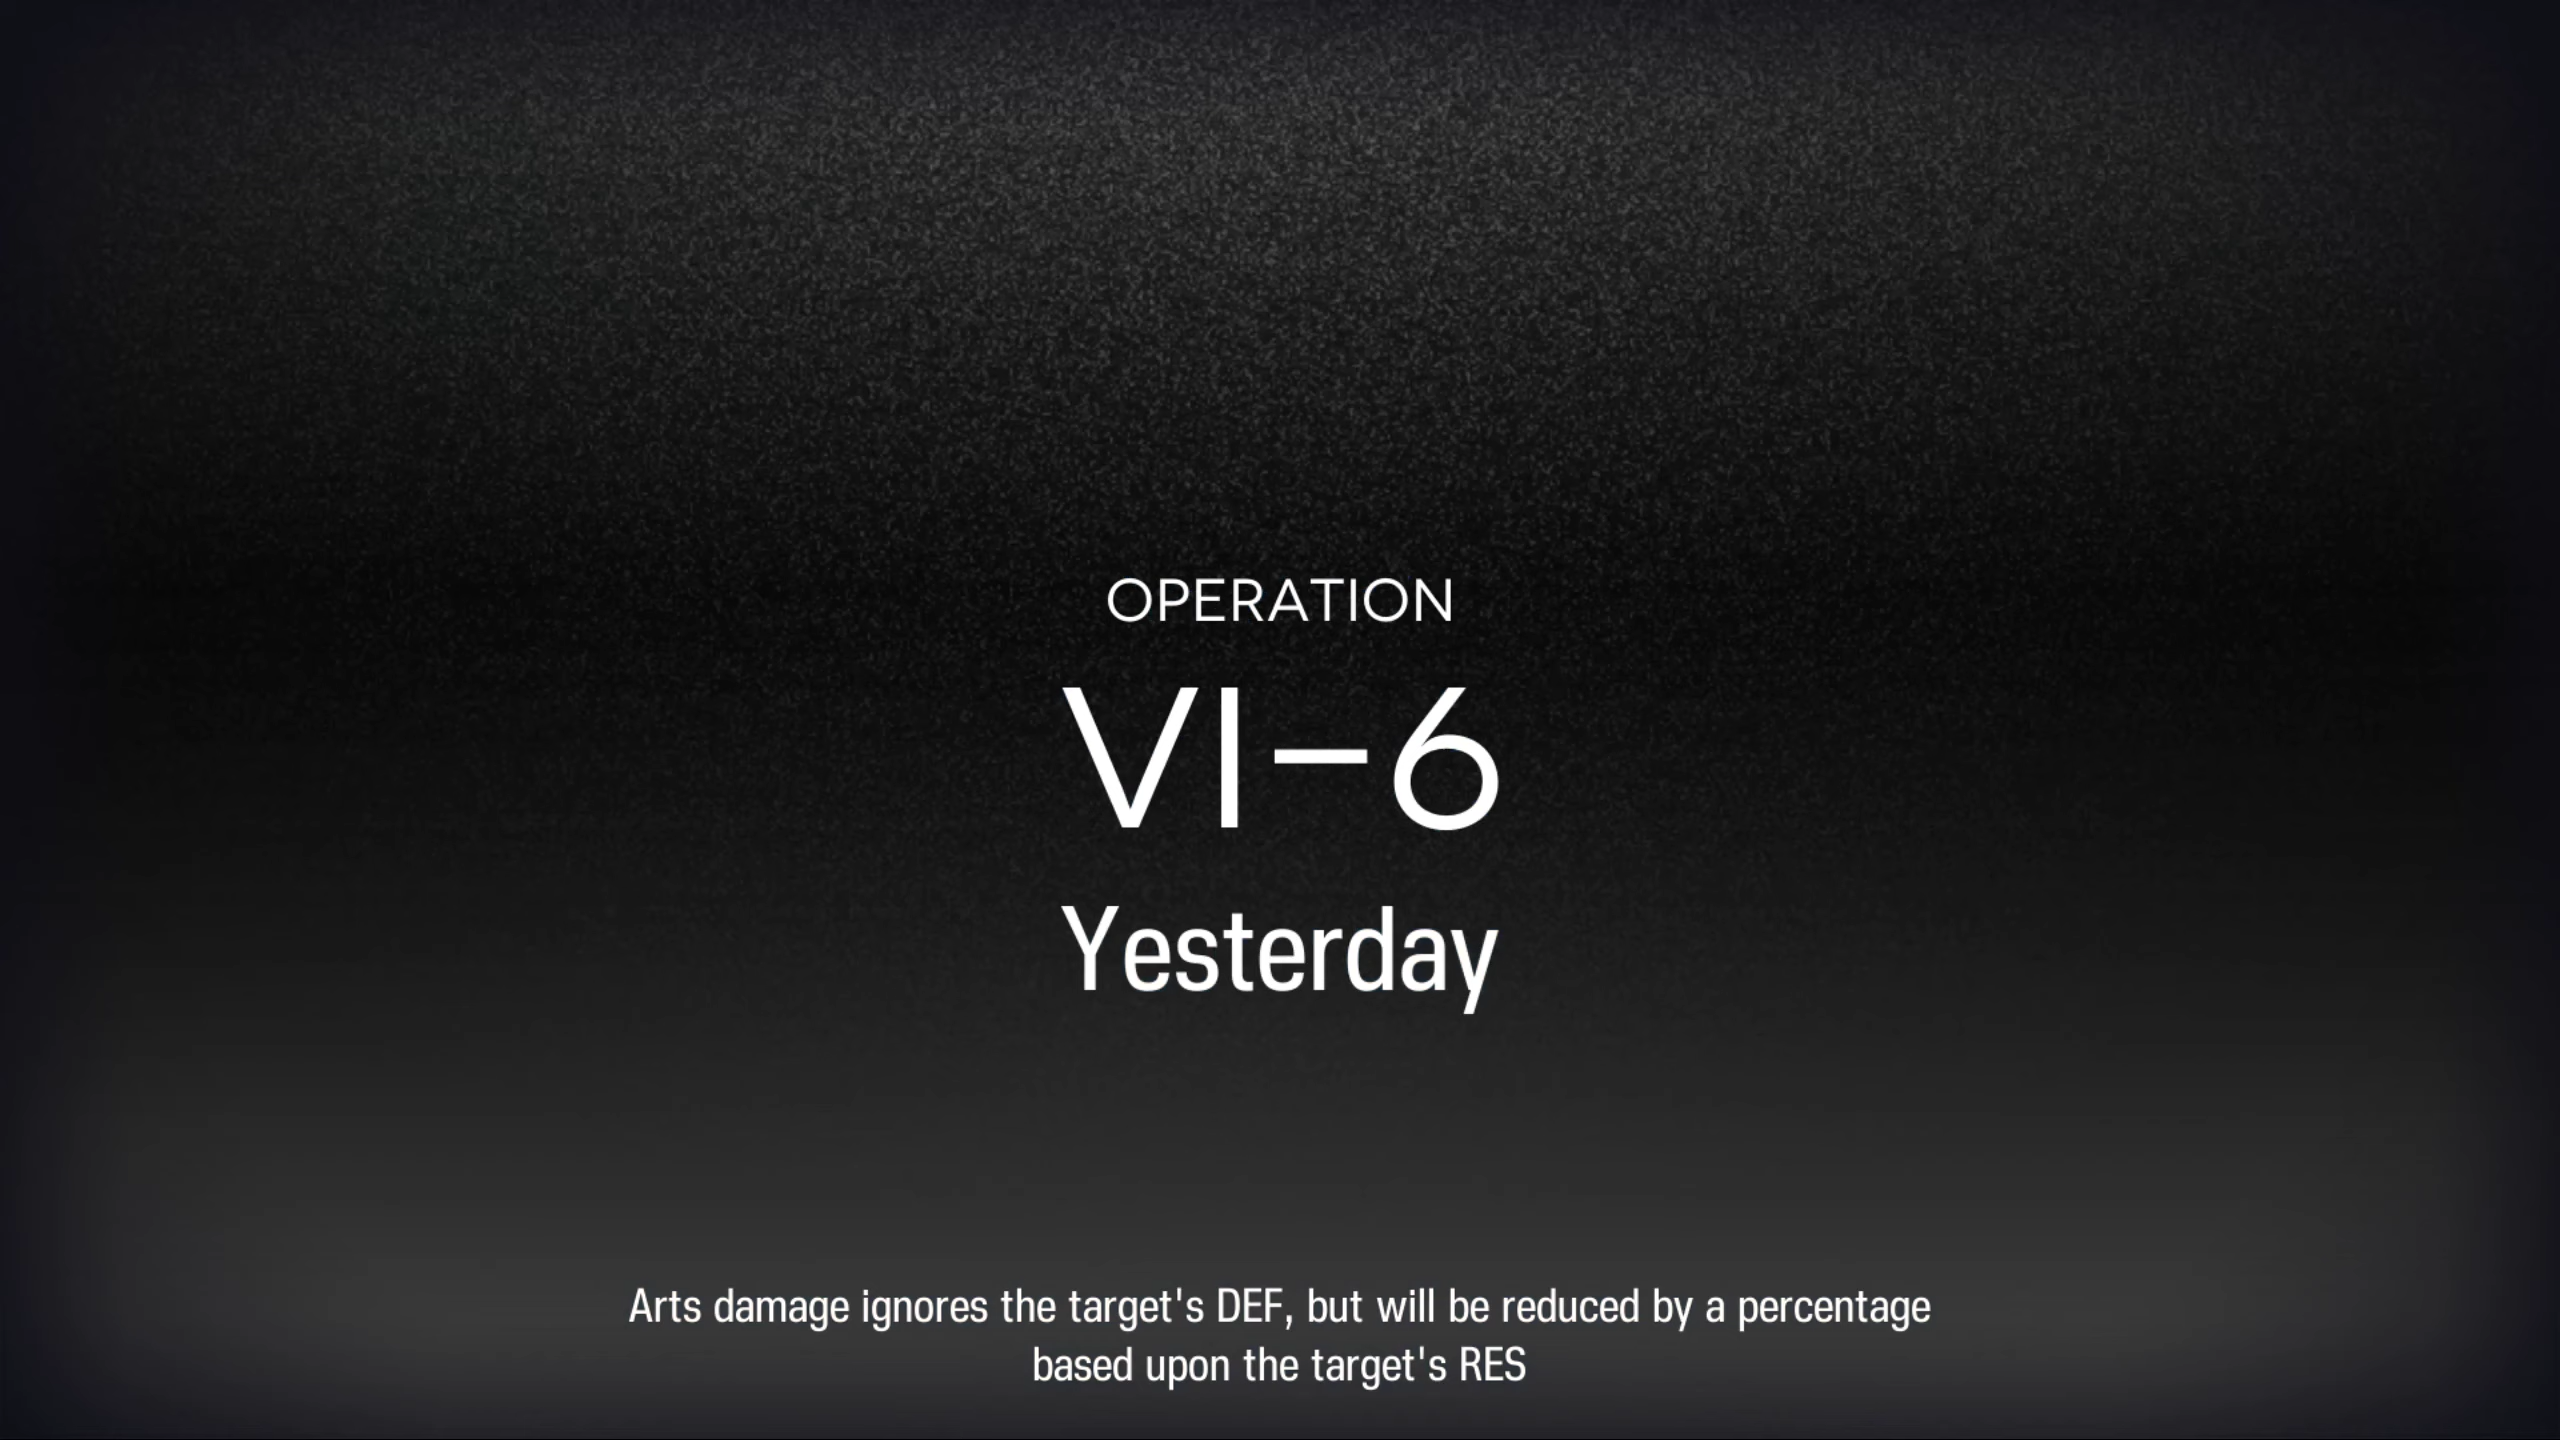 OPERATION
VI-6
Yesterday
Arts damage ignores the target's DEF, but will be reduced by a percentage
based upon the target's RES